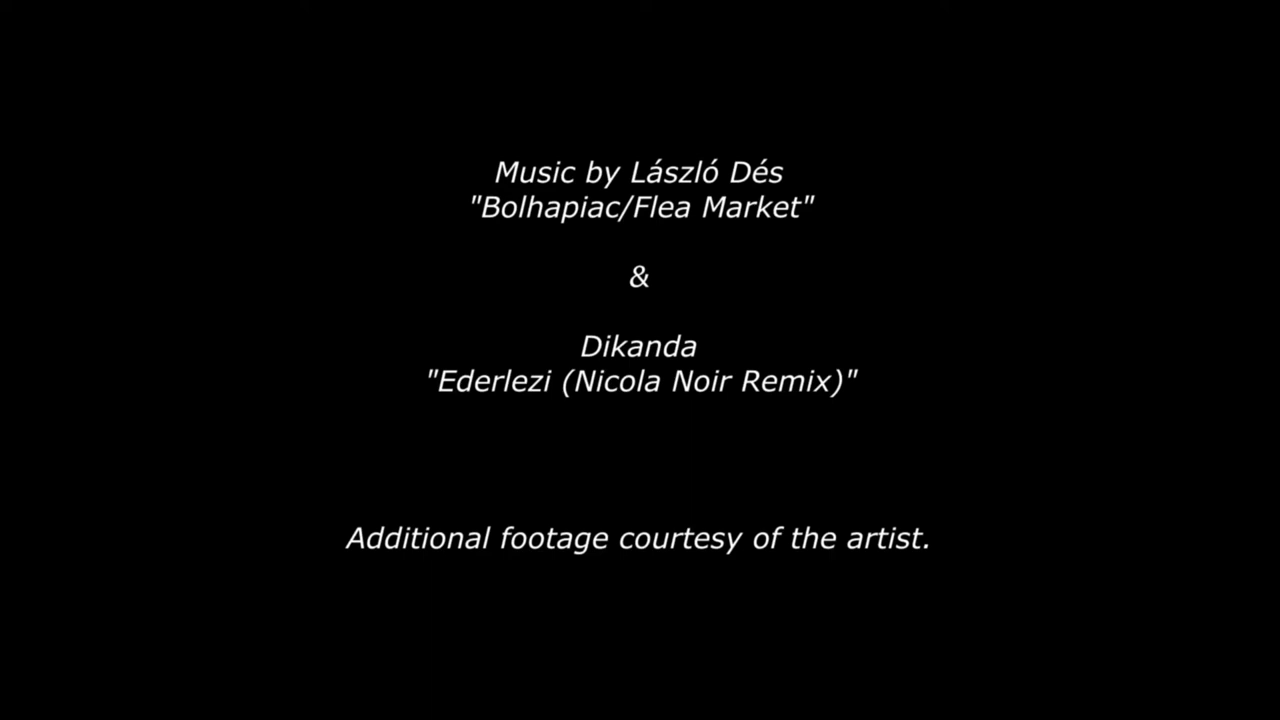 Music by László Dés
"Bolhapiac/Flea Market"
&
Dikanda
"Ederlezi (Nicola Noir Remix)"
Additional footage courtesy of the artist.